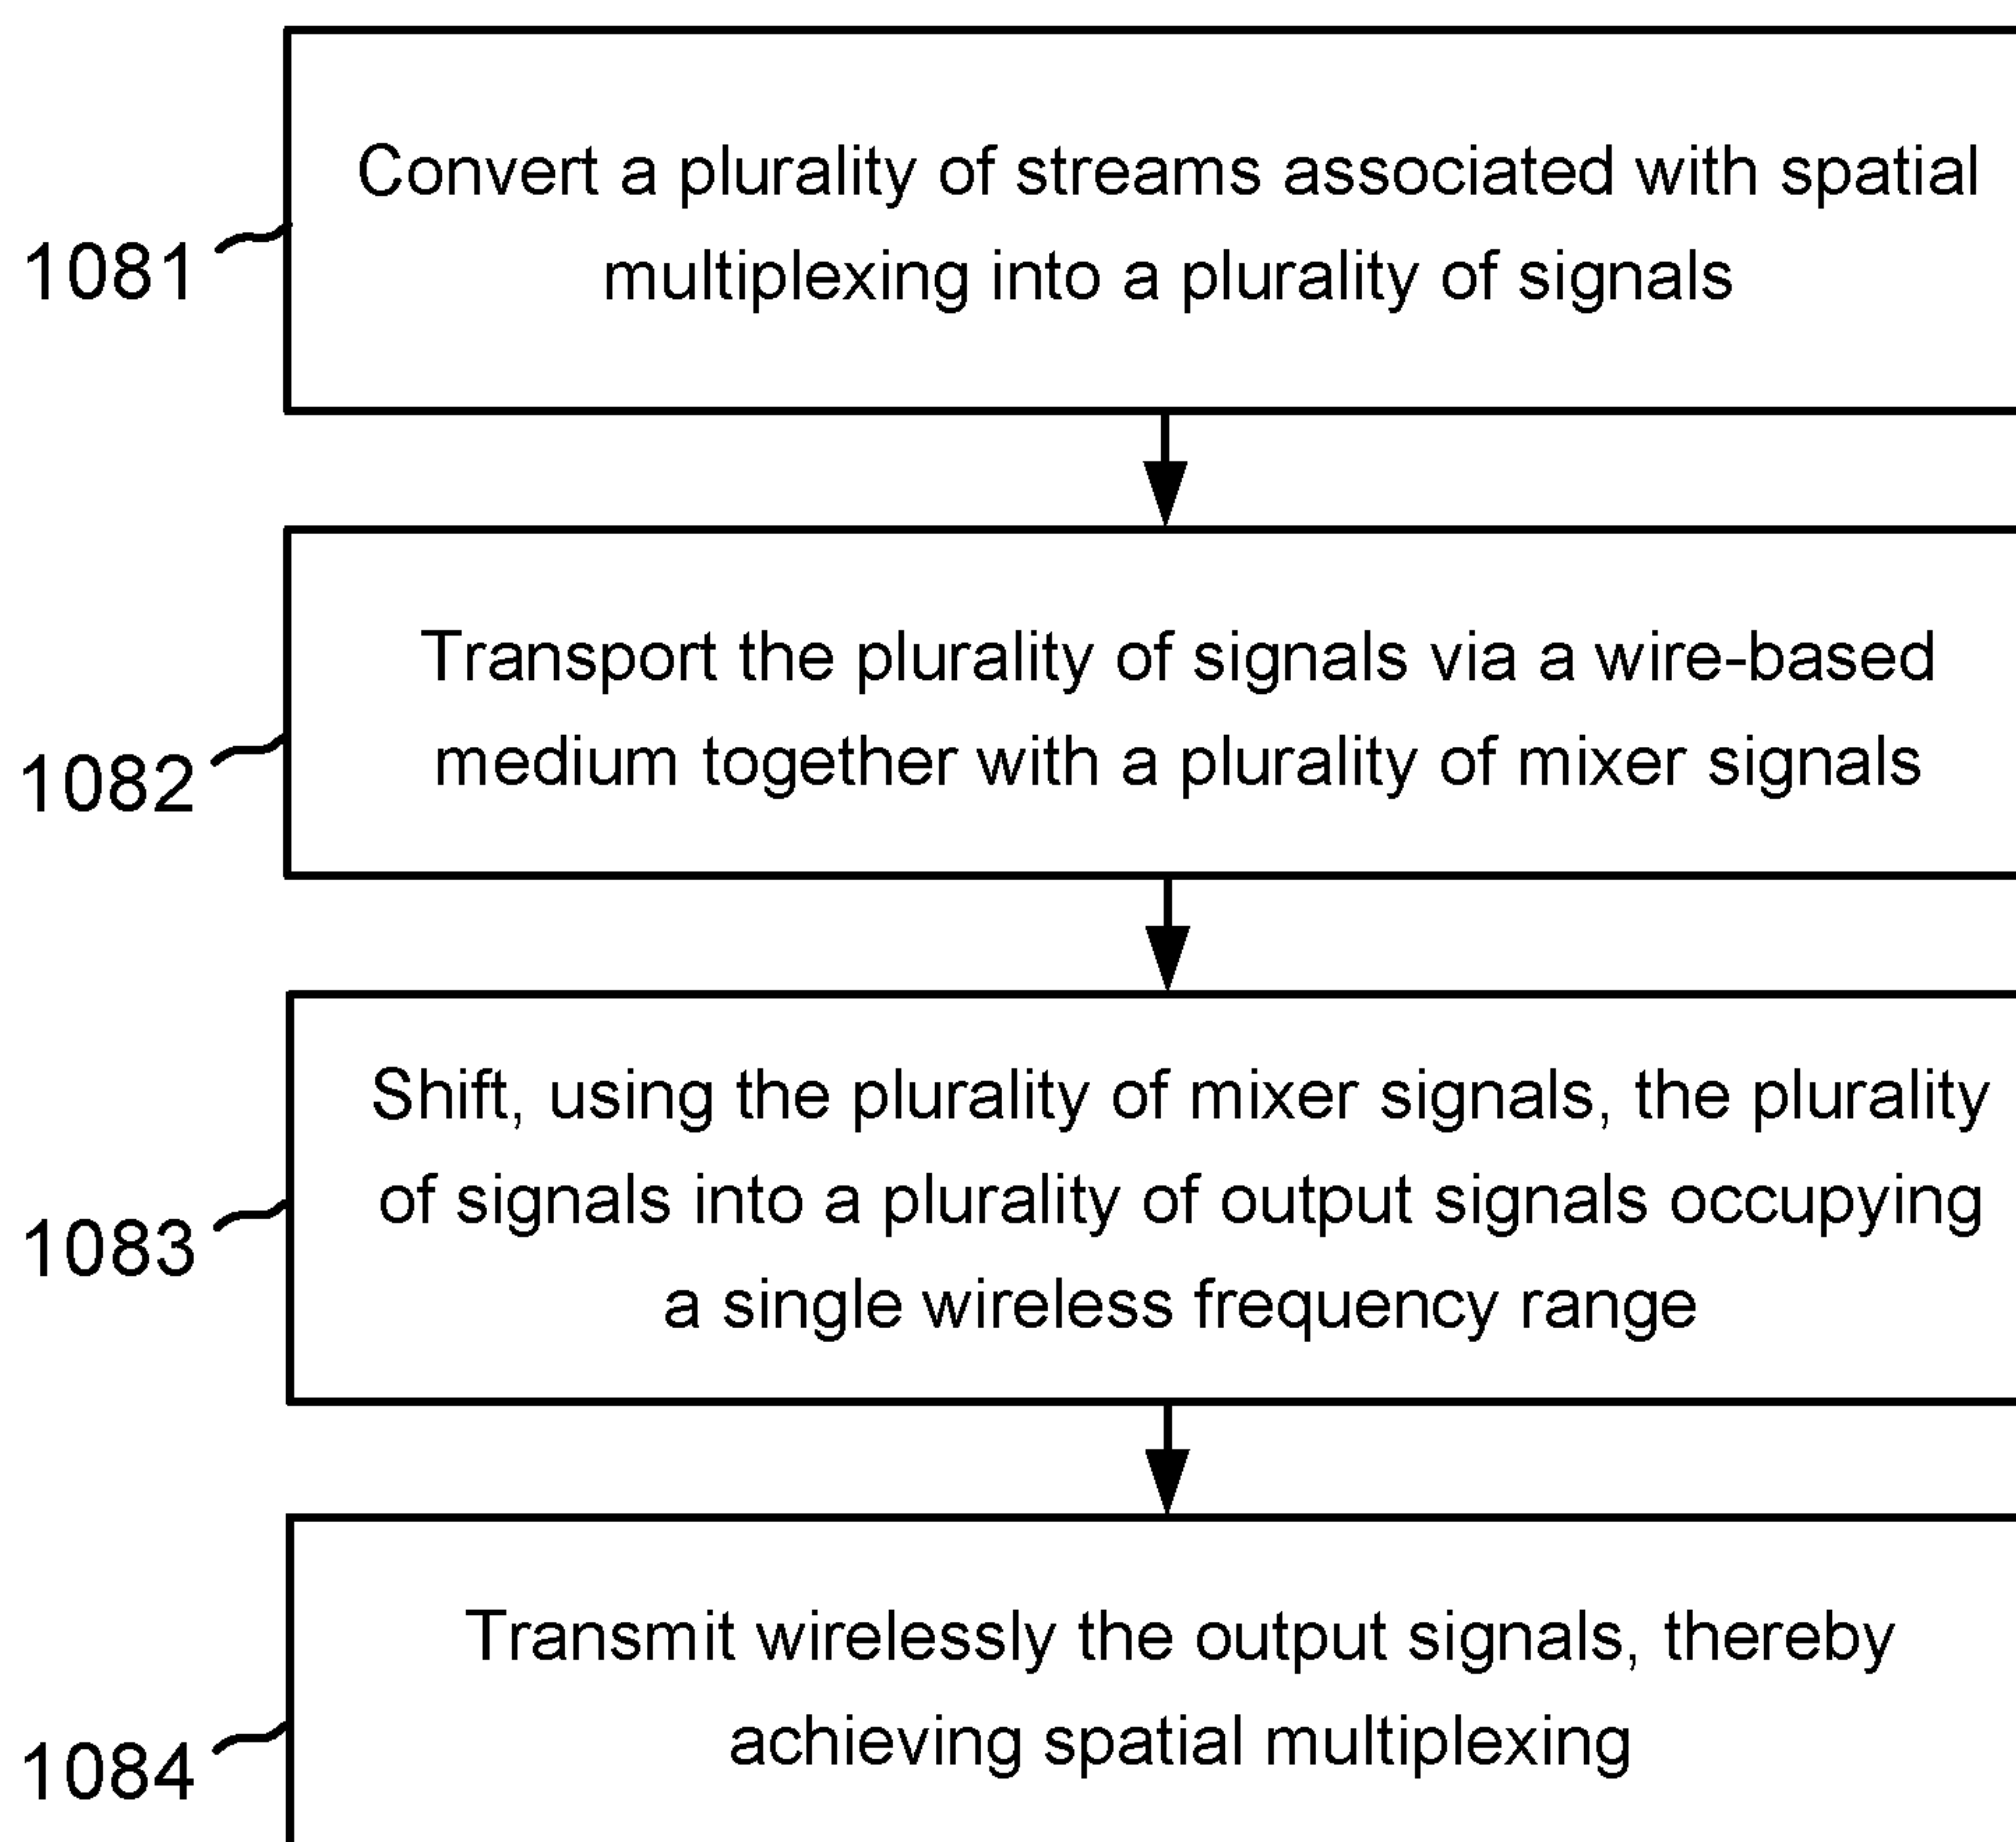 Convert a plurality of streams associated with spatial
multiplexing into a plurality of signals
1081
Transport the plurality of signals via a wire-based
medium together with a plurality of mixer signals
1082
Shift, using the plurality of mixer signals, the plurality
of signals into a plurality of output signals occupying
a single wireless frequency range
1083
Transmit wirelessly the output signals, thereby
achieving spatial multiplexing
1084